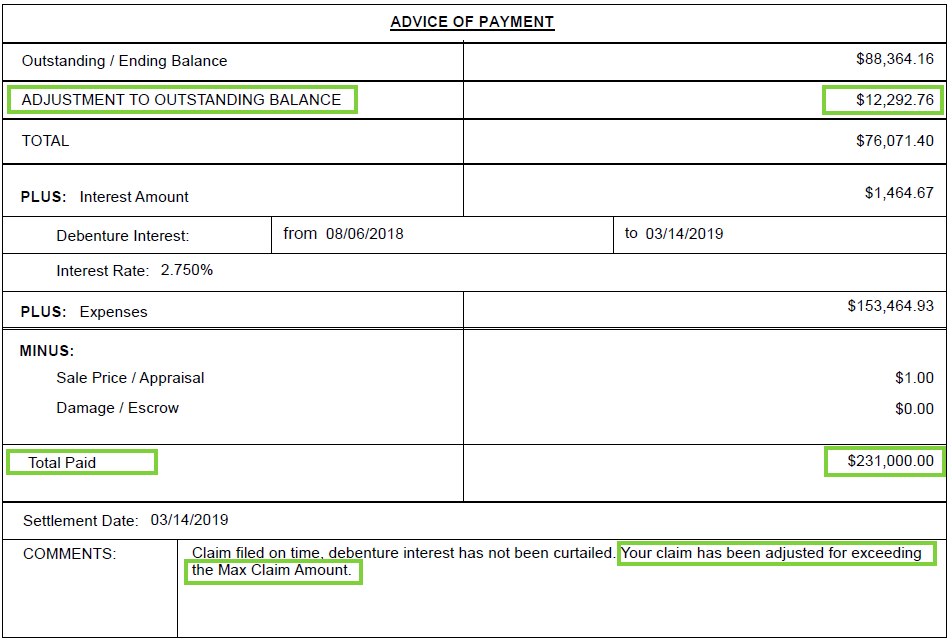 ADVICE OF PAYMENT
Outstanding / Ending Balance $88,364.16
ADJUSTMENT TO OUTSTANDING BALANCE $12,292.76
TOTAL $76,071.40
PLUS: Interest Amount $1,464.67
Debenture Interest: from 08/06/2018 to 03/14/2019
Interest Rate: 2.750%
PLUS: Expenses $153,464.93
MINUS:
Sale Price / Appraisal $1.00
Damage / Escrow $0.00
Total Paid $231,000.00
Settlement Date: 03/14/2019
COMMENTS: Claim filed on time, debenture interest has not been curtailed. Your claim has been adjusted for exceeding
the Max Claim Amount.